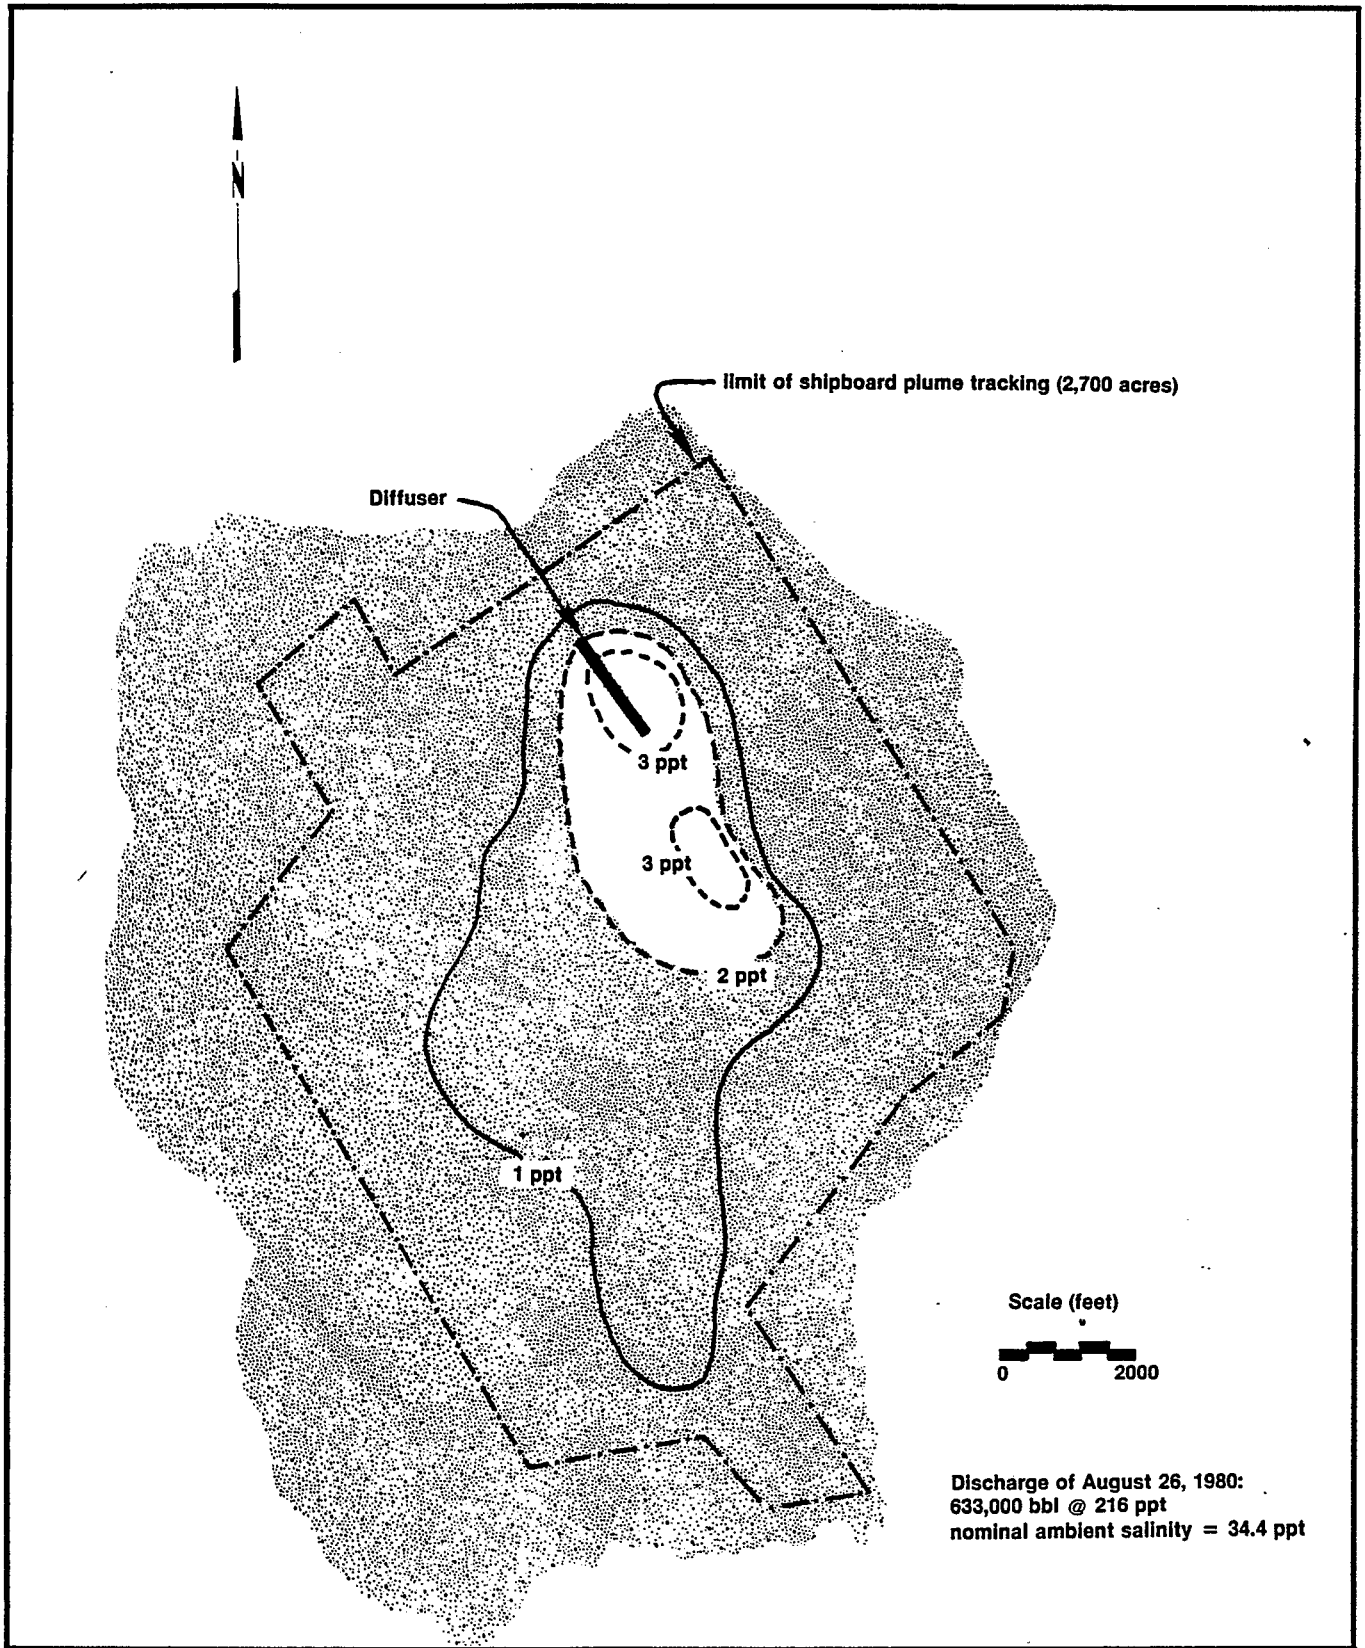 N
limit of shipboard plume tracking (2,700 acres)
Diffuser
3 ppt
3 ppt
2 ppt
1 ppt
Scale (feet)
0 2000
Discharge of August 26, 1980:
633,000 bbl @ 216 ppt
nominal ambient salinity = 34.4 ppt